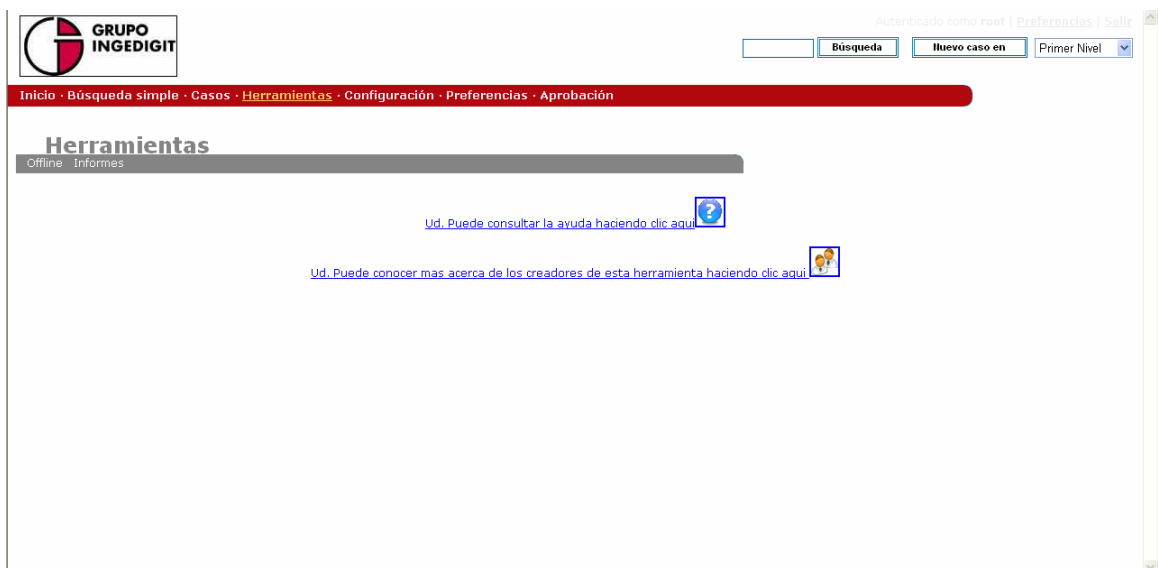 GRUPO
INGEDIGIT
Autenticado como root | Preferencias | Salir
Búsqueda Nuevo caso en Primer Nivel
Inicio · Búsqueda simple · Casos · Herramientas · Configuración · Preferencias · Aprobación
Herramientas
Offline Informes
Ud. Puede consultar la ayuda haciendo clic aqui
Ud. Puede conocer mas acerca de los creadores de esta herramienta haciendo clic aqui